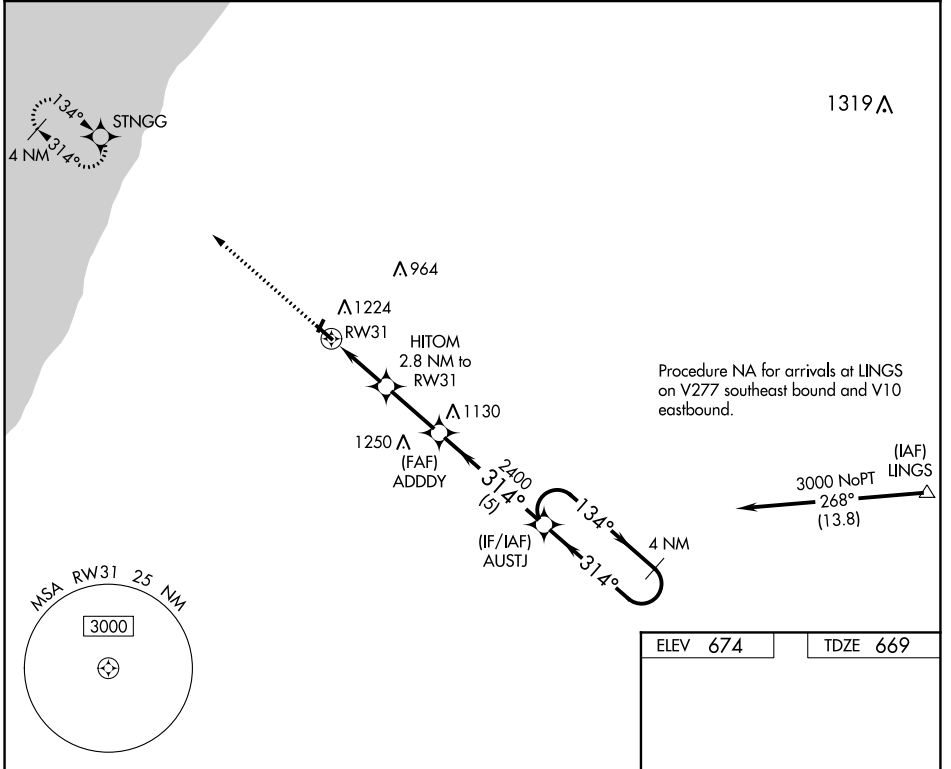 1319
134°
STNGG
4 NM
314°
964
1224
RW31
HITOM
2.8 NM to
RW31
Procedure NA for arrivals at LINGS
on V277 southeast bound and V10
eastbound.
1130
1250
(FAF)
ADDDY
(IAF)
LINGS
3000 NoPT
268°
(13.8)
2400
314°
(5)
134°
4 NM
(IF/IAF)
AUSTJ
314°
MSA RW31 25 NM
3000
ELEV 674
TDZE 669